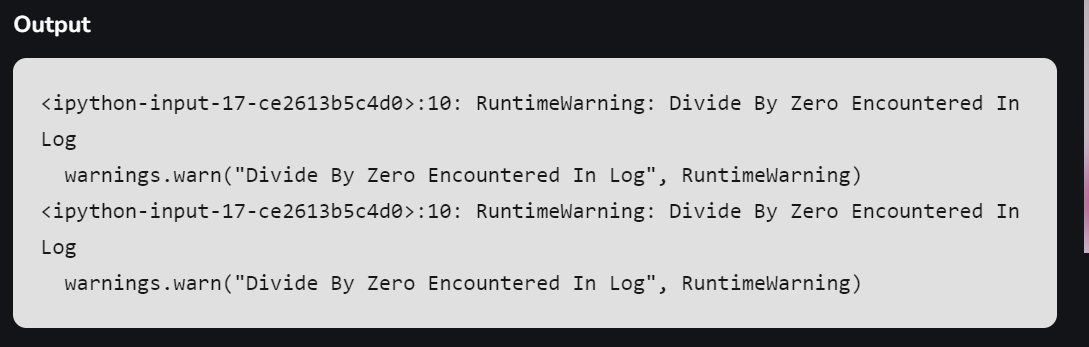 Output
<ipython-input-17-ce2613b5c4d0>:10: RuntimeWarning: Divide By Zero Encountered In
Log
  warnings.warn("Divide By Zero Encountered In Log", RuntimeWarning)
<ipython-input-17-ce2613b5c4d0>:10: RuntimeWarning: Divide By Zero Encountered In
Log
  warnings.warn("Divide By Zero Encountered In Log", RuntimeWarning)